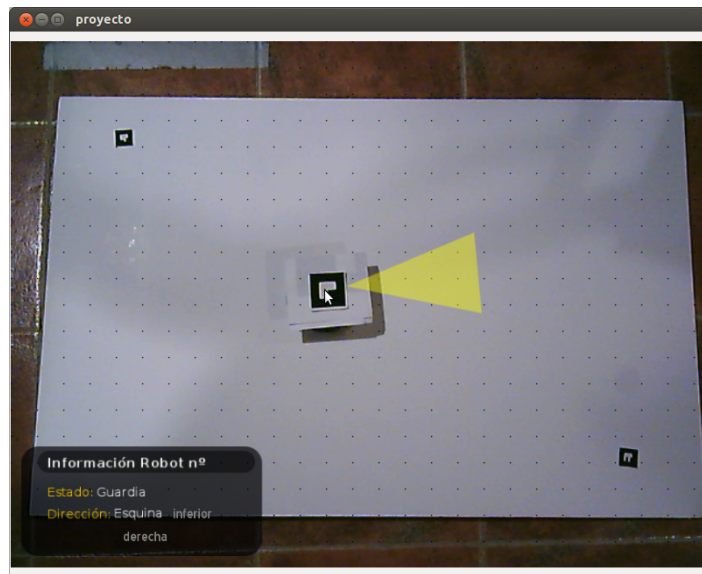 proyecto
Información Robot nº
Estado: Guardia
Dirección: Esquina inferior
derecha